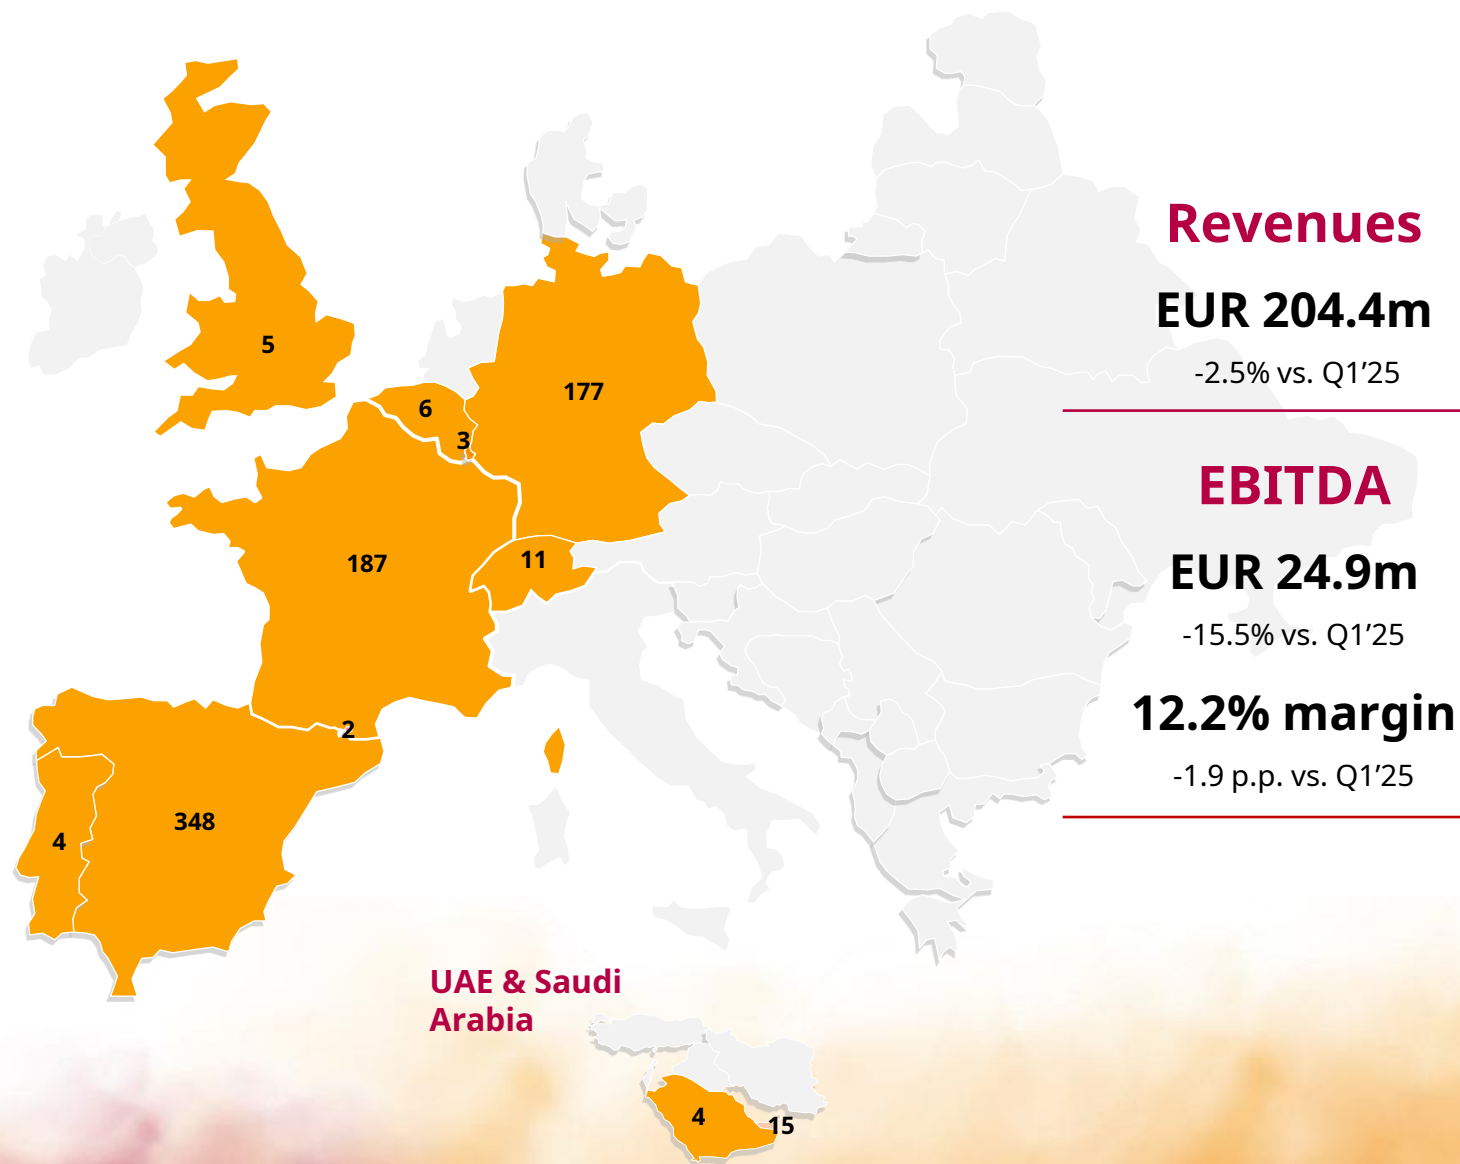 5
6
3
177
187
11
2
348
4
UAE & Saudi
Arabia
4
15
Revenues
EUR 204.4m
-2.5% vs. Q1’25
EBITDA
EUR 24.9m
-15.5% vs. Q1’25
12.2% margin
-1.9 p.p. vs. Q1’25